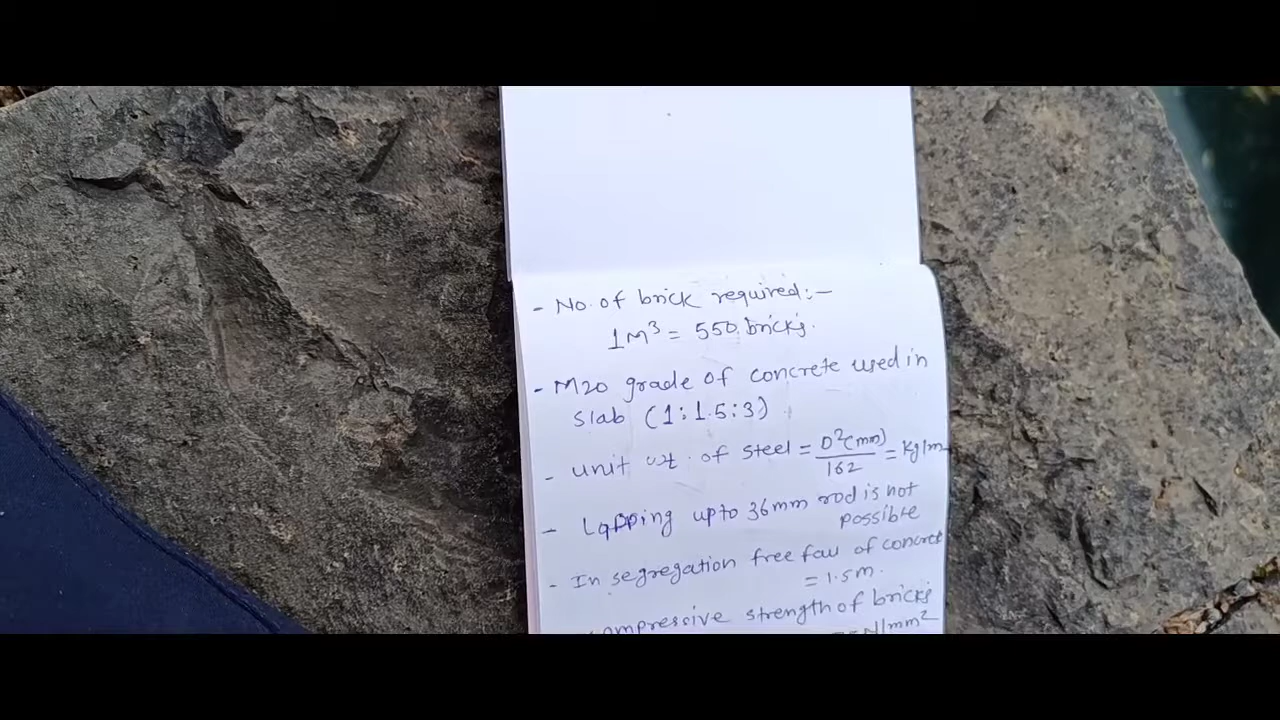 - No. of brick required:-
1M³ = 550 bricks.
- M20 grade of concrete used in
slab (1:1.5:3)
- unit wt. of steel = D²(mm)/162 = Kg/m
- Lapping upto 36mm rod is not
possible
- In segregation free fall of concrete
= 1.5m.
compressive strength of bricks
N/mm²